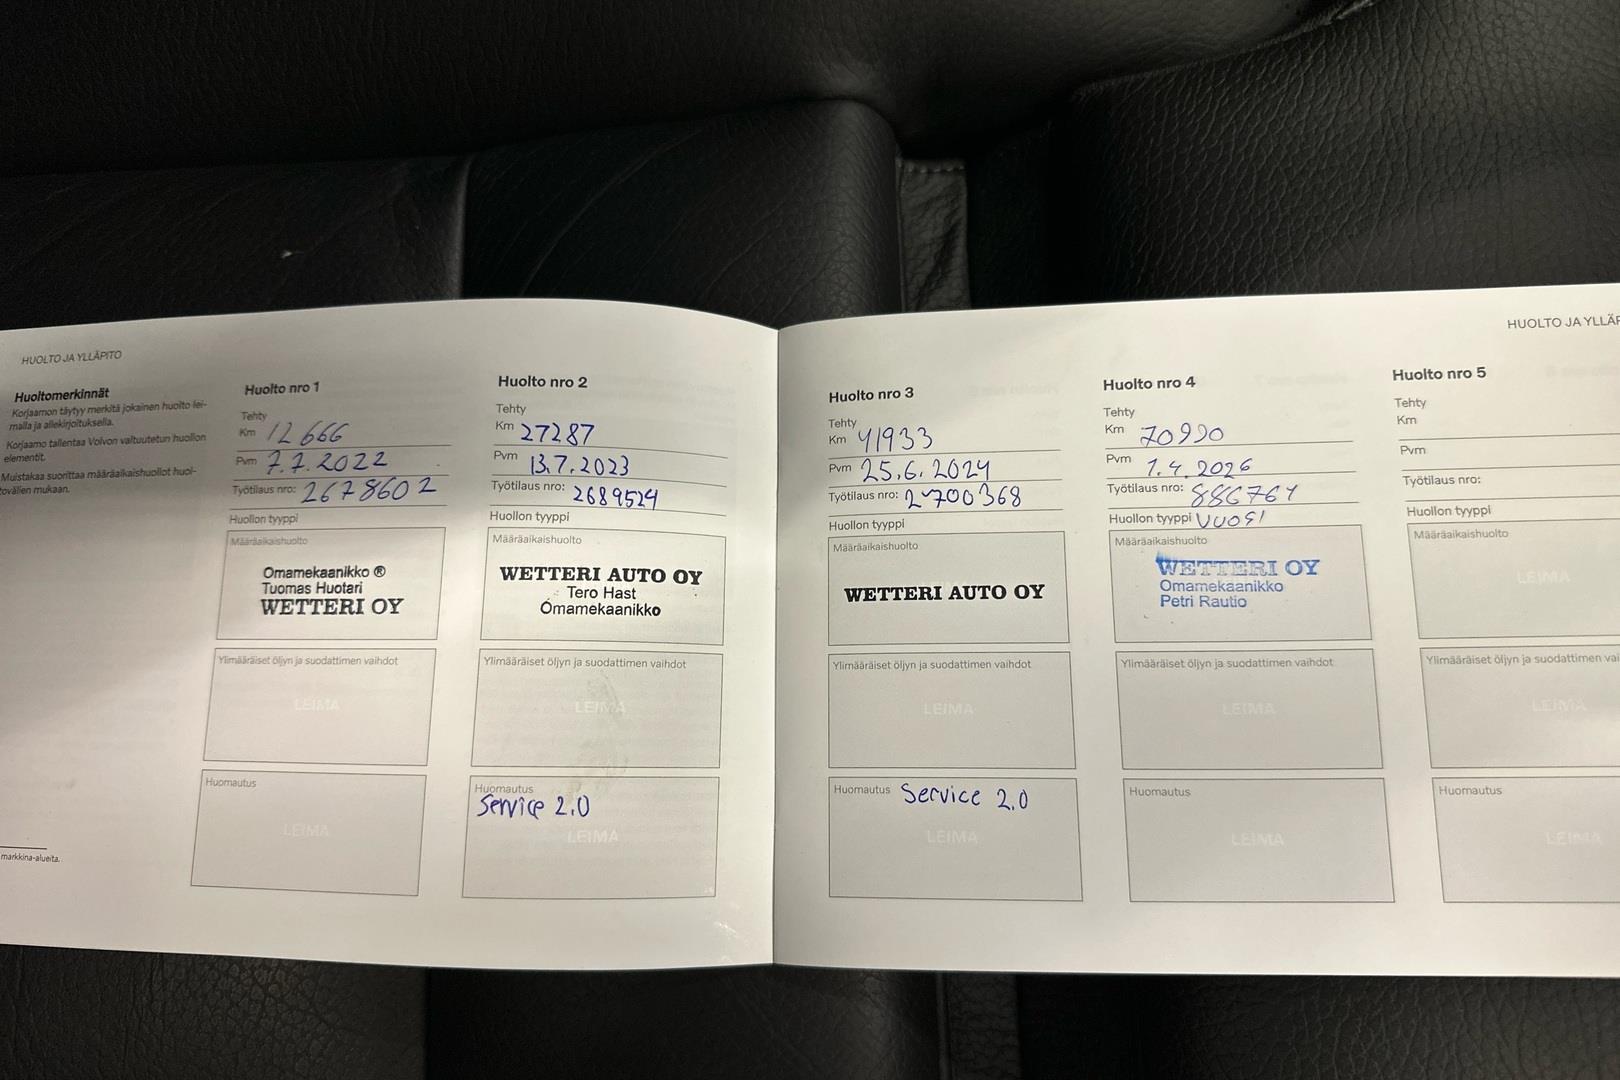 HUOLTO JA YLLÄPITO
Huoltomerkinnät
Korjaamon täytyy merkitä jokainen huolto lei-
malla ja allekirjoituksella.
Korjaamo tallentaa Volvon valtuutetun huollon
elementit.
Muistakaa suorittaa määräaikaishuollot huol-
tovälien mukaan.
markkina-alueita.
Huolto nro 1
Tehty
Km 12666
Pvm 7.7.2022
Työtilaus nro: 2678602
Huollon tyyppi
Määräaikaishuolto
Omamekaanikko ®
Tuomas Huotari
WETTERI OY
Ylimääräiset öljyn ja suodattimen vaihdot
LEIMA
Huomautus
LEIMA
Huolto nro 2
Tehty
Km 27287
Pvm 13.7.2023
Työtilaus nro: 2689524
Huollon tyyppi
Määräaikaishuolto
WETTERI AUTO OY
Tero Hast
Omamekaanikko
Ylimääräiset öljyn ja suodattimen vaihdot
LEIMA
Huomautus
Service 2.0
LEIMA
Huolto nro 3
Tehty
Km 41933
Pvm 25.6.2024
Työtilaus nro: 2700368
Huollon tyyppi
Määräaikaishuolto
WETTERI AUTO OY
Ylimääräiset öljyn ja suodattimen vaihdot
LEIMA
Huomautus Service 2.0
LEIMA
Huolto nro 4
Tehty
Km 70990
Pvm 1.4.2026
Työtilaus nro: 886764
Huollon tyyppi VUOSI
Määräaikaishuolto
WETTERI OY
Omamekaanikko
Petri Rautio
Ylimääräiset öljyn ja suodattimen vaihdot
LEIMA
Huomautus
LEIMA
HUOLTO JA YLLÄP
Huolto nro 5
Tehty
Km
Pvm
Työtilaus nro:
Huollon tyyppi
Määräaikaishuolto
LEIMA
Ylimääräiset öljyn ja suodattimen vai
LEIMA
Huomautus
LEIMA